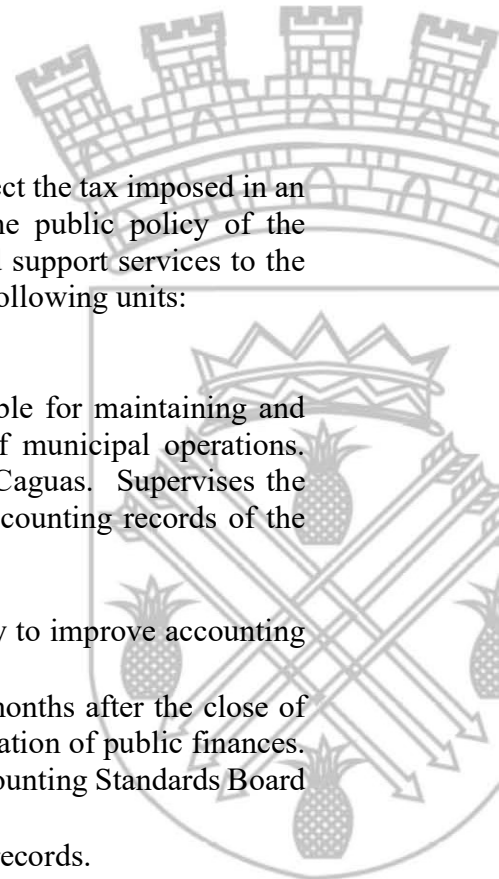 ect the tax imposed in an
ne public policy of the
l support services to the
ollowing units:
ble for maintaining and
f municipal operations.
Caguas. Supervises the
ccounting records of the
y to improve accounting
months after the close of
ation of public finances.
ounting Standards Board
records.